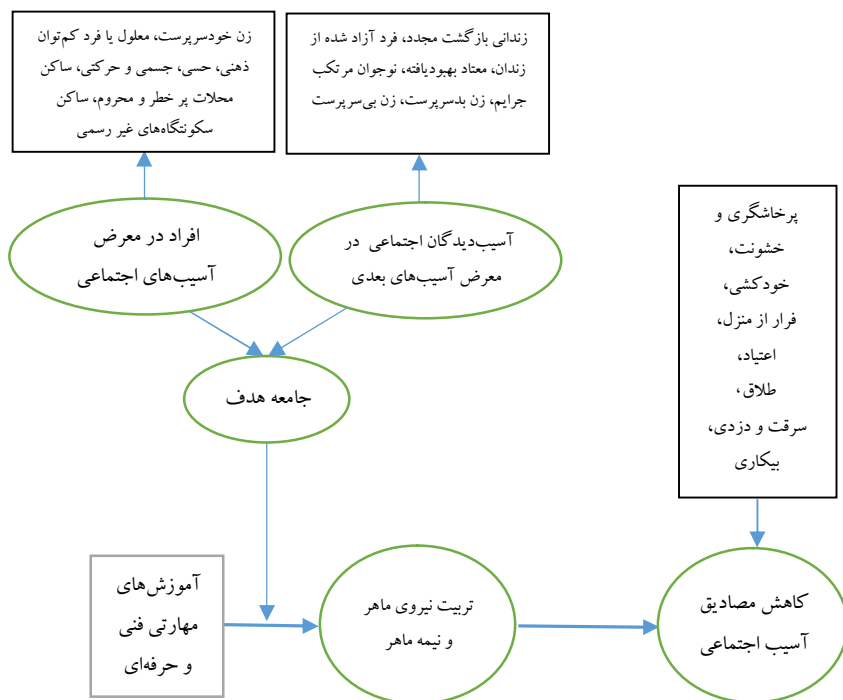 زندانی بازگشت مجدد، فرد آزاد شده از
زندان، معتاد بهبودیافته، نوجوان مرتکب
جرایم، زن بدسرپرست، زن بی‌سرپرست
زن خودسرپرست، معلول یا فرد کم‌توان
ذهنی، حسی، جسمی و حرکتی، ساکن
محلات پر خطر و محروم، ساکن
سکونتگاه‌های غیر رسمی
آسیب‌دیدگان اجتماعی در
معرض آسیب‌های بعدی
افراد در معرض
آسیب‌های اجتماعی
پرخاشگری و
خشونت،
خودکشی،
فرار از منزل،
اعتیاد،
طلاق،
سرقت و دزدی،
بیکاری
جامعه هدف
آموزش‌های
مهارتی فنی
و حرفه‌ای
تربیت نیروی ماهر
و نیمه ماهر
کاهش مصادیق
آسیب اجتماعی